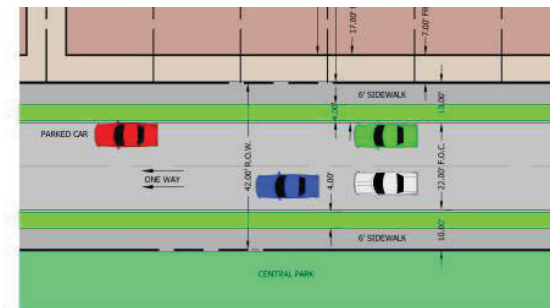 17.00'
7.00' F
6' SIDEWALK
10.00'
4.00'
PARKED CAR
ONE WAY
42.00' R.O.W.
4.00'
22.00' F.O.C.
6' SIDEWALK
10.00'
CENTRAL PARK